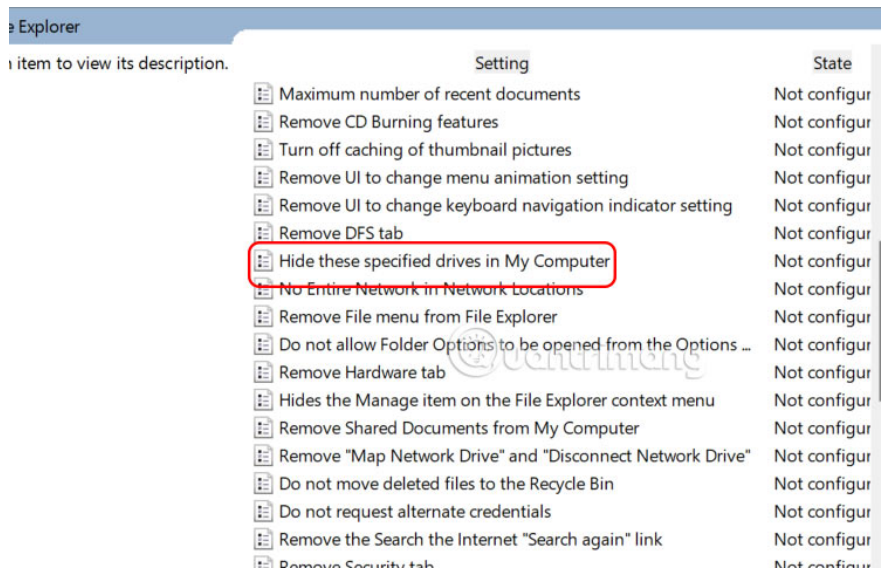 e Explorer
item to view its description.
Setting State
Maximum number of recent documents Not configur
Remove CD Burning features Not configur
Turn off caching of thumbnail pictures Not configur
Remove UI to change menu animation setting Not configur
Remove UI to change keyboard navigation indicator setting Not configur
Remove DFS tab Not configur
Hide these specified drives in My Computer Not configur
No Entire Network in Network Locations Not configur
Remove File menu from File Explorer Not configur
Do not allow Folder Options to be opened from the Options ... Not configur
Quantrimang
Remove Hardware tab Not configur
Hides the Manage item on the File Explorer context menu Not configur
Remove Shared Documents from My Computer Not configur
Remove "Map Network Drive" and "Disconnect Network Drive" Not configur
Do not move deleted files to the Recycle Bin Not configur
Do not request alternate credentials Not configur
Remove the Search the Internet "Search again" link Not configur
Remove Security tab Not configur